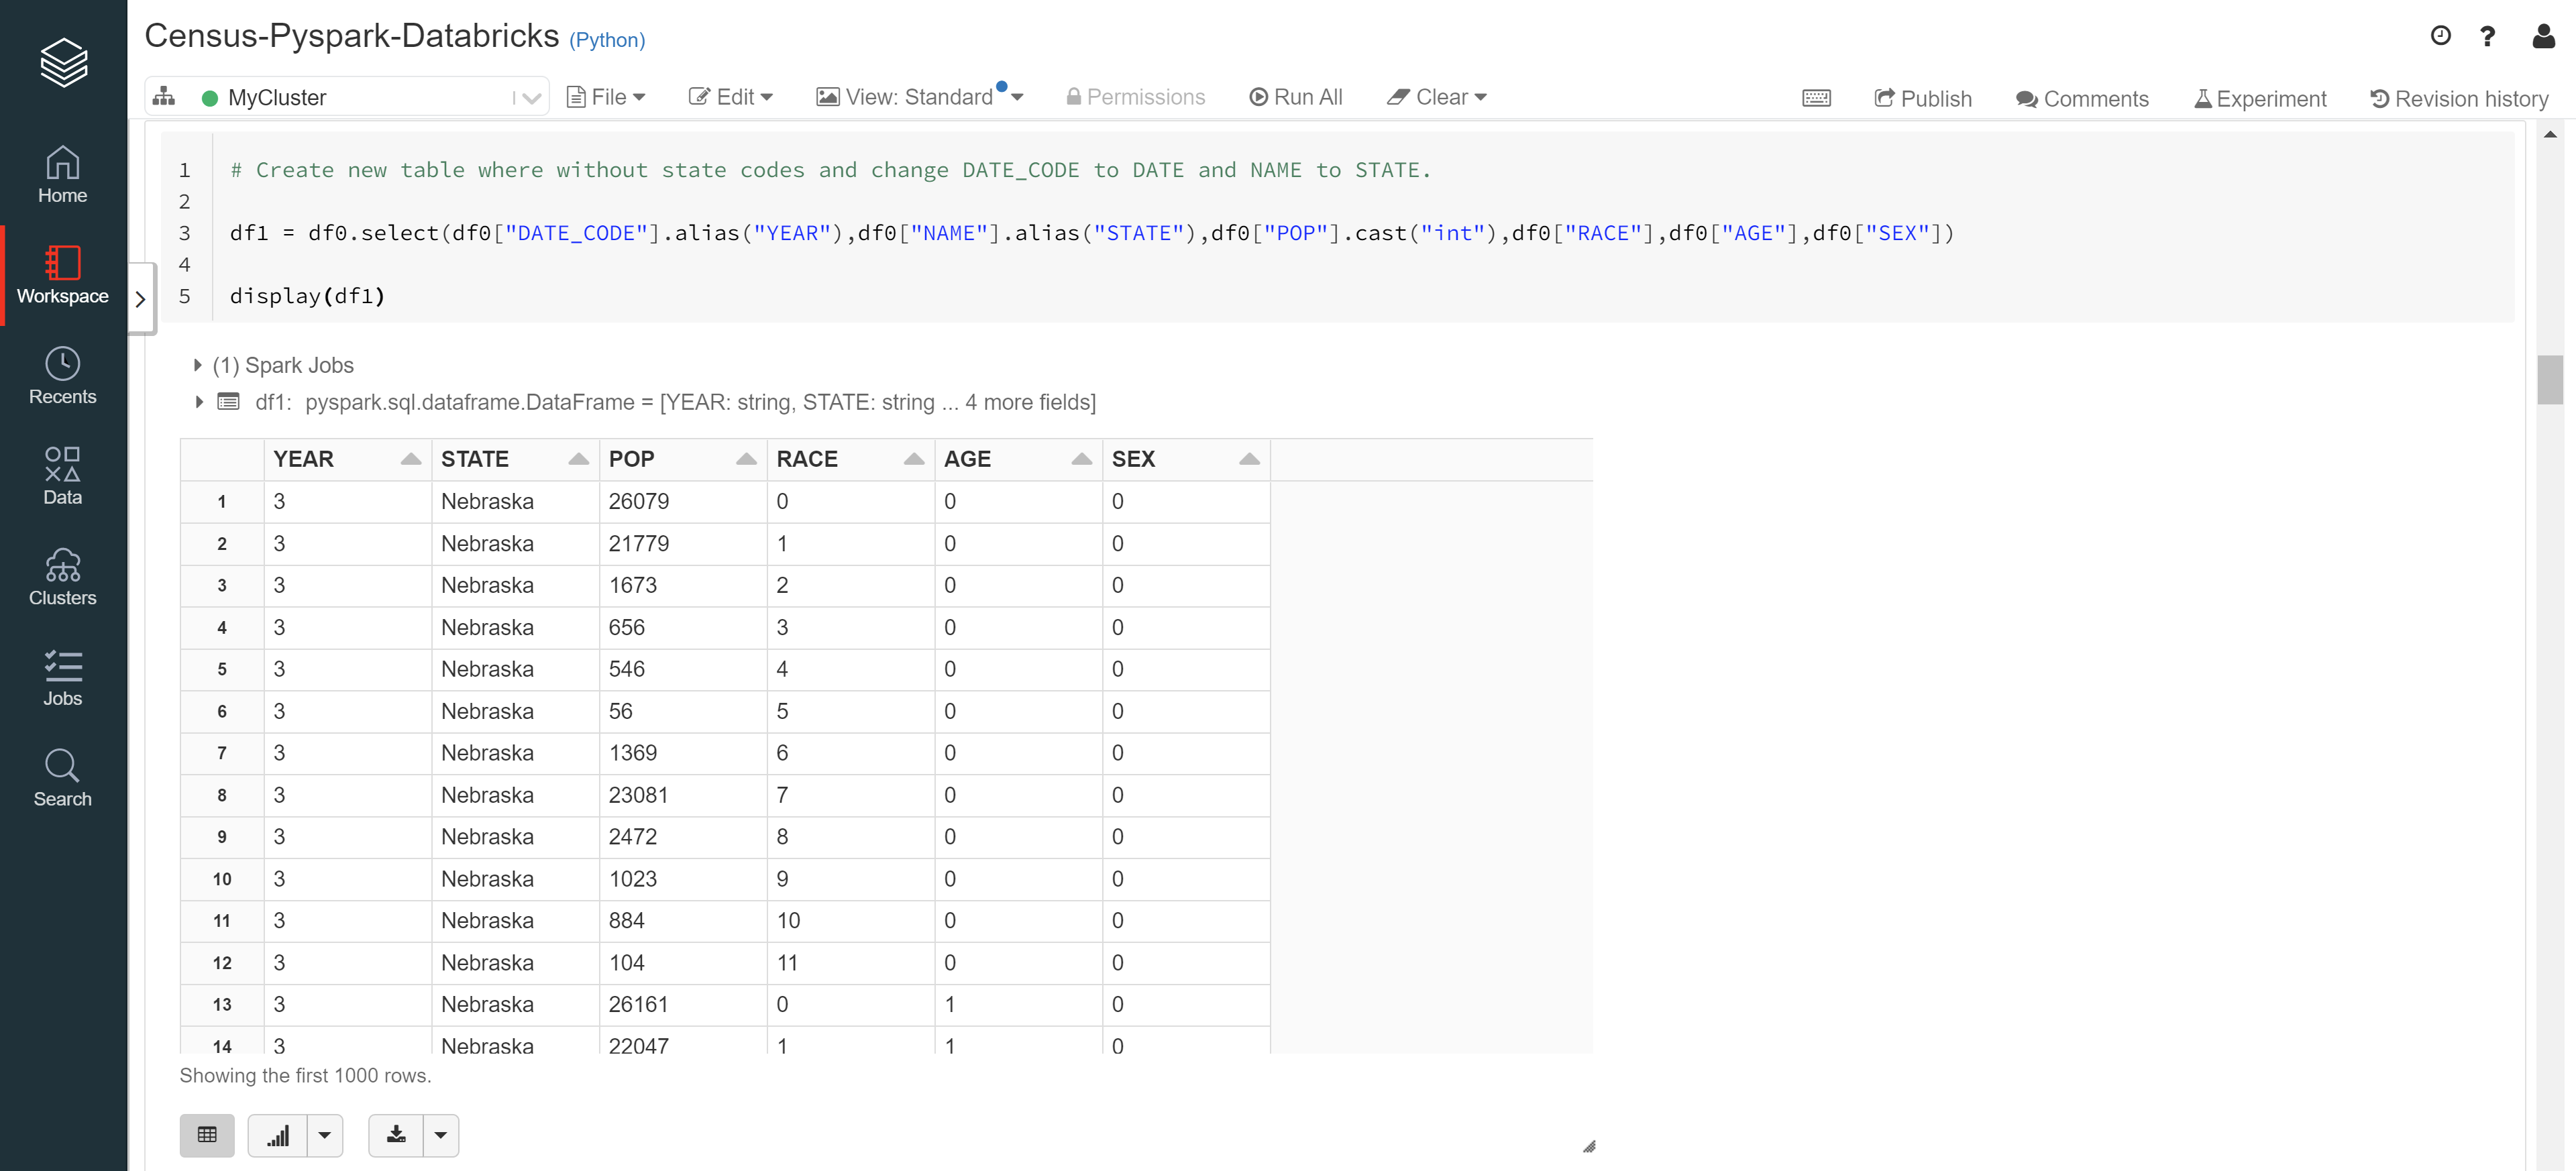 Census-Pyspark-Databricks (Python)
MyCluster File Edit View: Standard Permissions Run All Clear Publish Comments Experiment Revision history
Home
Workspace
Recents
Data
Clusters
Jobs
Search
1 # Create new table where without state codes and change DATE_CODE to DATE and NAME to STATE.
2
3 df1 = df0.select(df0["DATE_CODE"].alias("YEAR"),df0["NAME"].alias("STATE"),df0["POP"].cast("int"),df0["RACE"],df0["AGE"],df0["SEX"])
4
5 display(df1)
(1) Spark Jobs
df1: pyspark.sql.dataframe.DataFrame = [YEAR: string, STATE: string ... 4 more fields]
YEAR STATE POP RACE AGE SEX
1 3 Nebraska 26079 0 0 0
2 3 Nebraska 21779 1 0 0
3 3 Nebraska 1673 2 0 0
4 3 Nebraska 656 3 0 0
5 3 Nebraska 546 4 0 0
6 3 Nebraska 56 5 0 0
7 3 Nebraska 1369 6 0 0
8 3 Nebraska 23081 7 0 0
9 3 Nebraska 2472 8 0 0
10 3 Nebraska 1023 9 0 0
11 3 Nebraska 884 10 0 0
12 3 Nebraska 104 11 0 0
13 3 Nebraska 26161 0 1 0
14 3 Nebraska 22047 1 1 0
Showing the first 1000 rows.